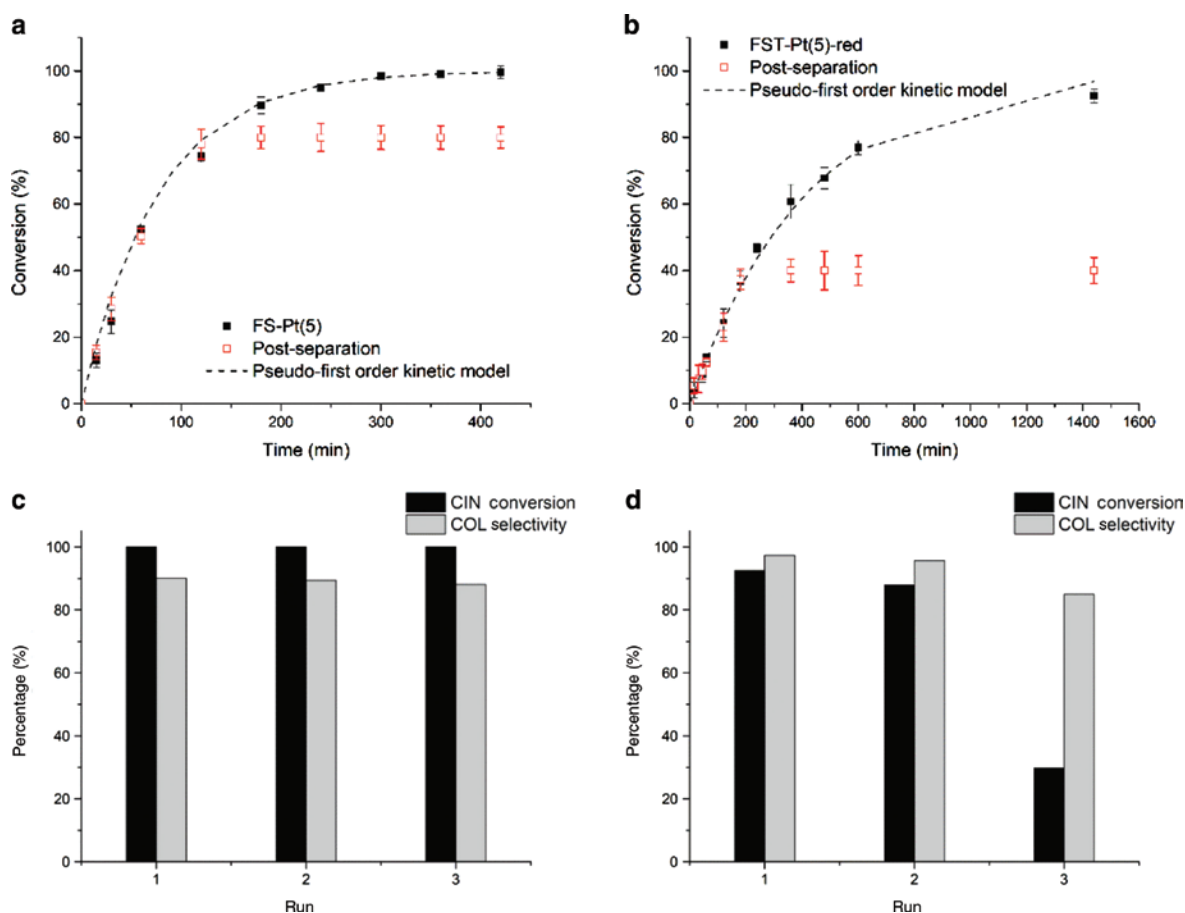 a
100
80
60
40
20
0
Conversion (%)
FS-Pt(5)
Post-separation
Pseudo-first order kinetic model
0 100 200 300 400
Time (min)
b
100
80
60
40
20
0
Conversion (%)
FST-Pt(5)-red
Post-separation
Pseudo-first order kinetic model
0 200 400 600 800 1000 1200 1400 1600
Time (min)
c
CIN conversion
COL selectivity
100
80
60
40
20
0
Percentage (%)
1 2 3
Run
d
CIN conversion
COL selectivity
100
80
60
40
20
0
Percentage (%)
1 2 3
Run